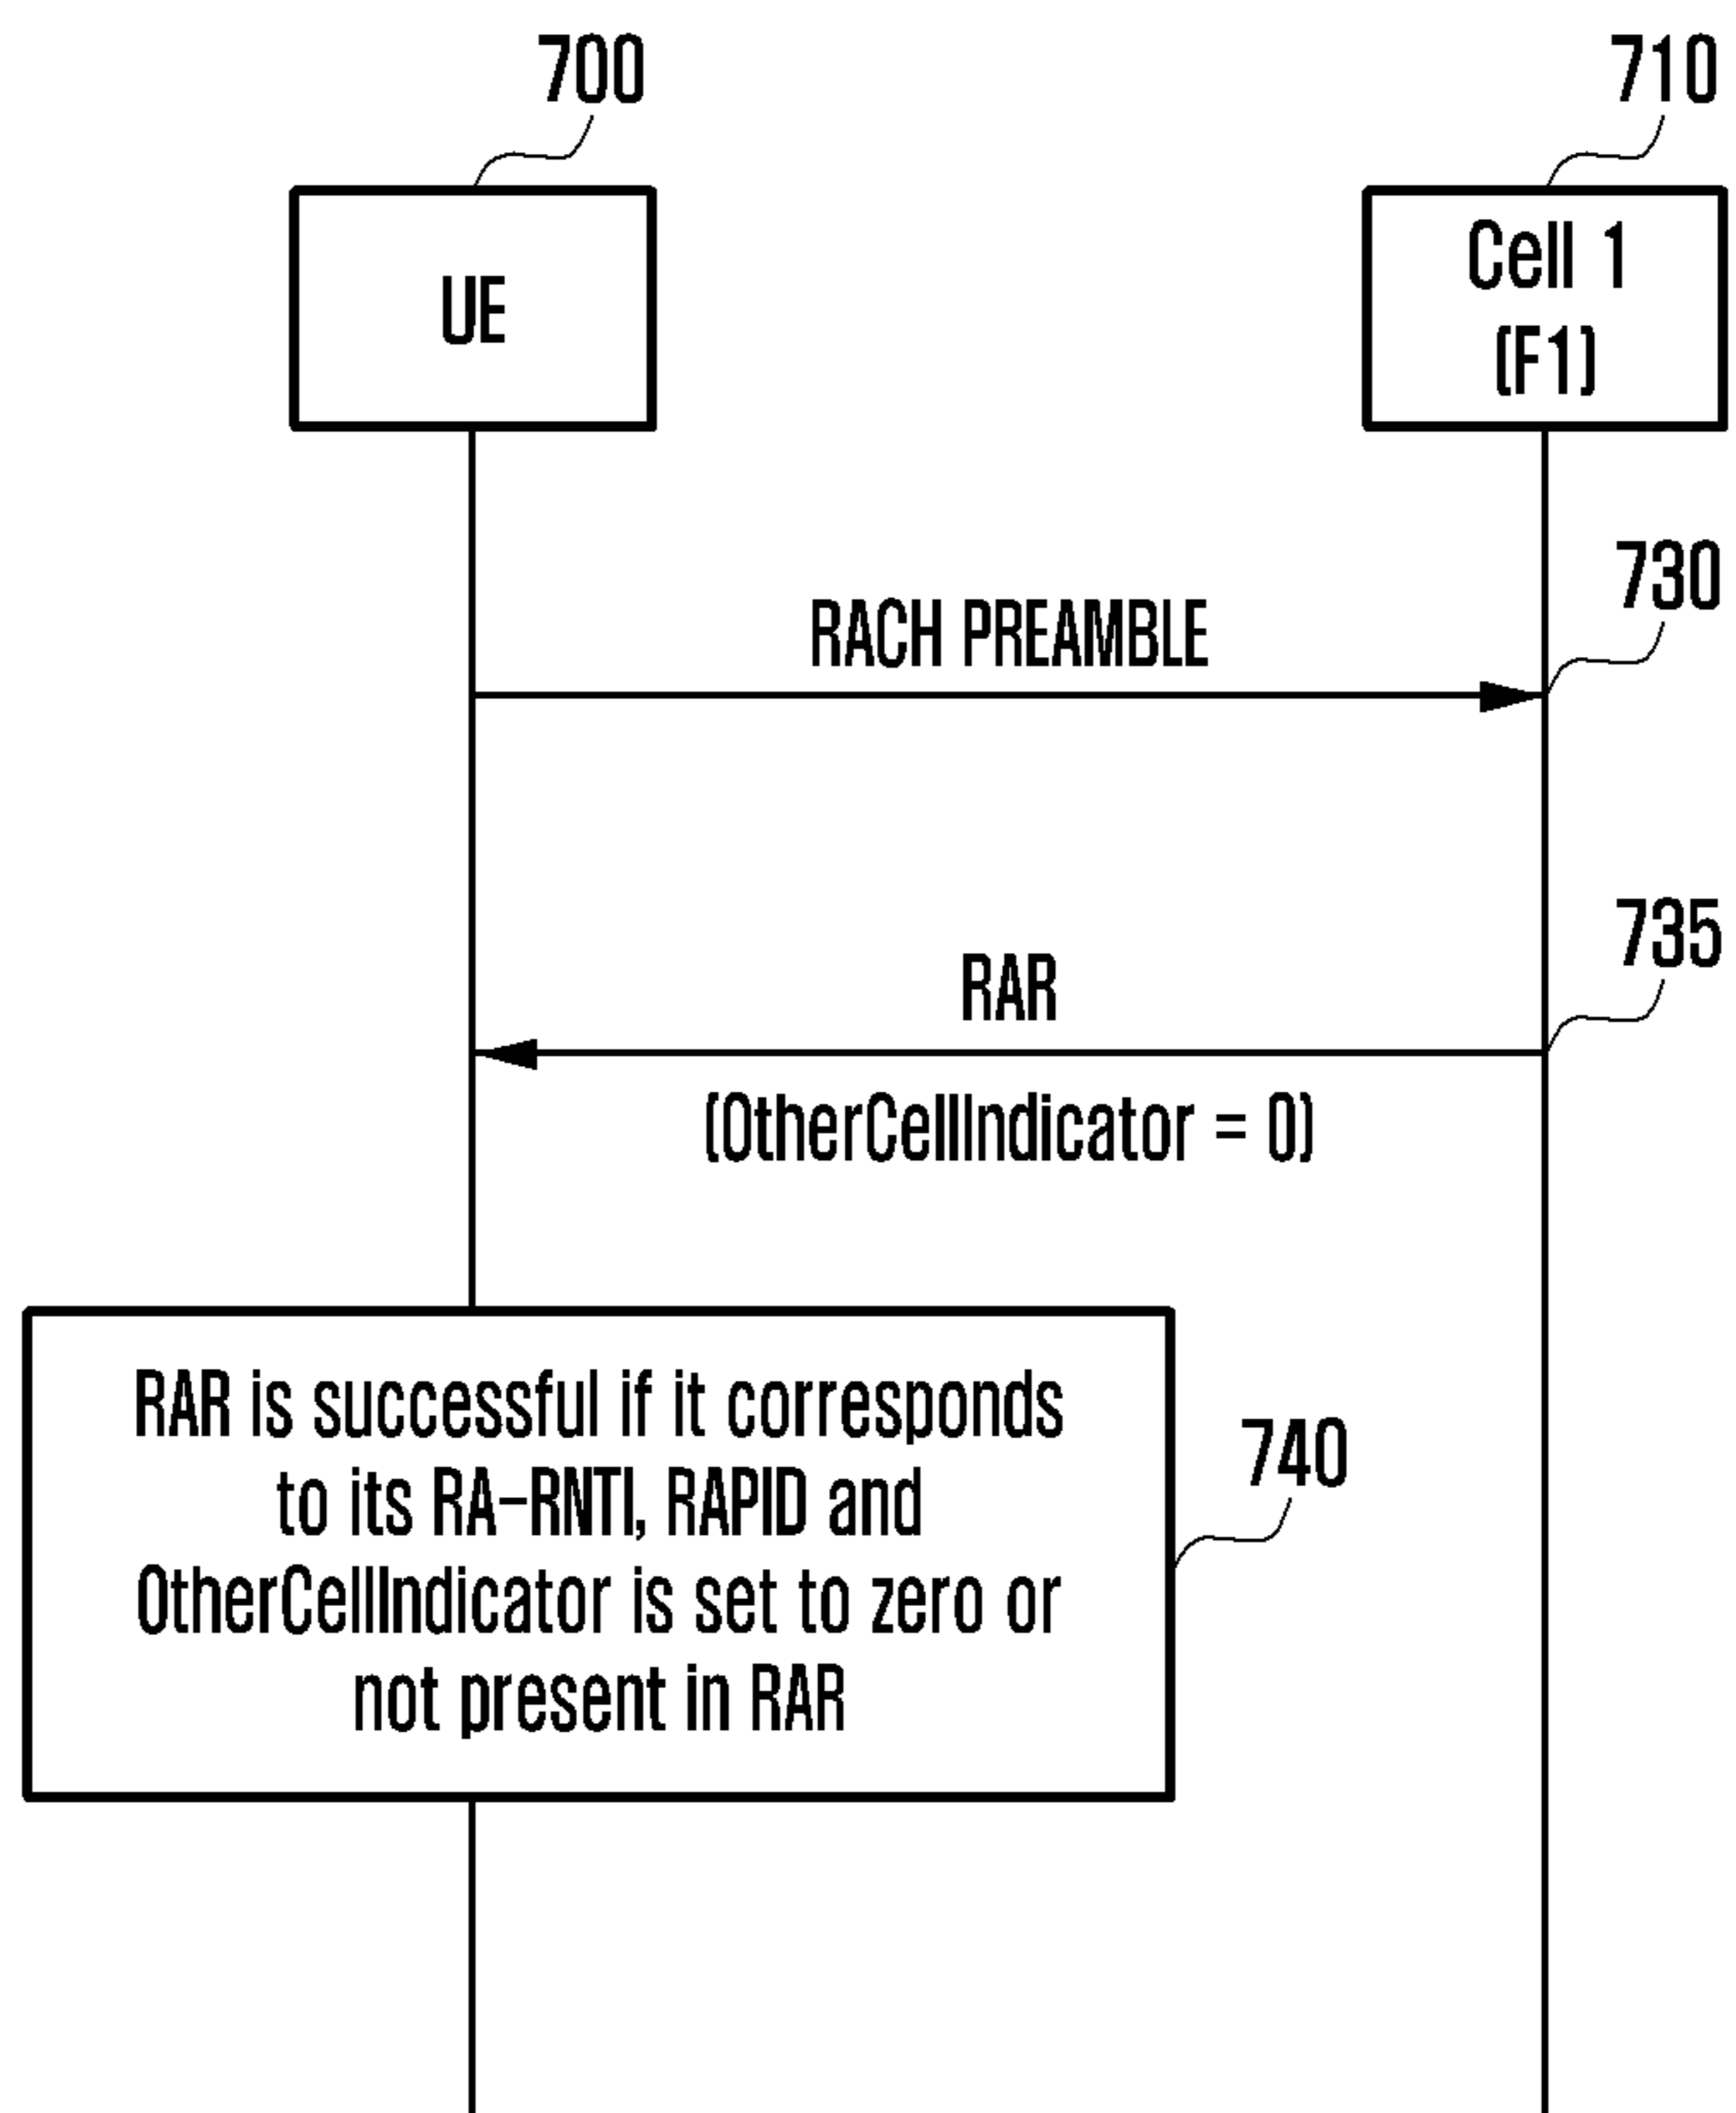 700
710
UE
Cell 1
(F1)
730
RACH PREAMBLE
735
RAR
(OtherCellIndicator = 0)
RAR is successful if it corresponds
to its RA-RNTI, RAPID and
OtherCellIndicator is set to zero or
not present in RAR
740